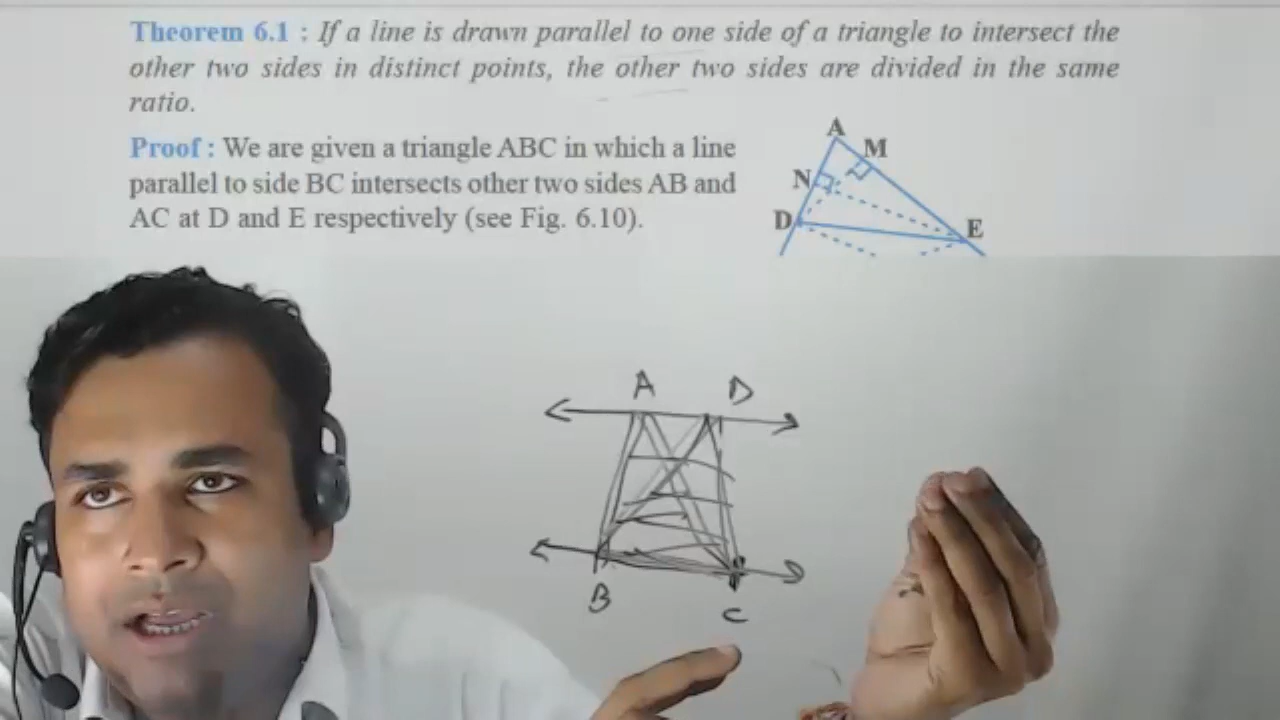 Theorem 6.1 : If a line is drawn parallel to one side of a triangle to intersect the
other two sides in distinct points, the other two sides are divided in the same
ratio.
Proof : We are given a triangle ABC in which a line
parallel to side BC intersects other two sides AB and
AC at D and E respectively (see Fig. 6.10).
A
M
N
D
E
A D
B C